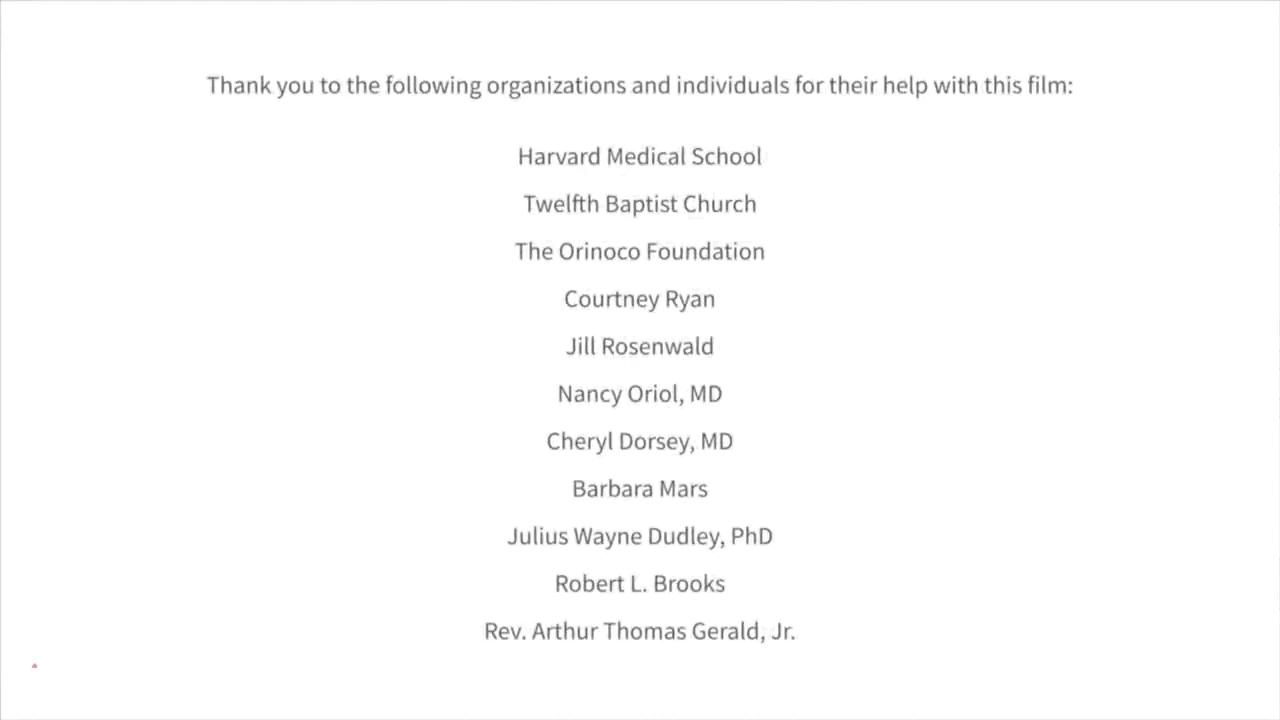 Thank you to the following organizations and individuals for their help with this film:
Harvard Medical School
Twelfth Baptist Church
The Orinoco Foundation
Courtney Ryan
Jill Rosenwald
Nancy Oriol, MD
Cheryl Dorsey, MD
Barbara Mars
Julius Wayne Dudley, PhD
Robert L. Brooks
Rev. Arthur Thomas Gerald, Jr.